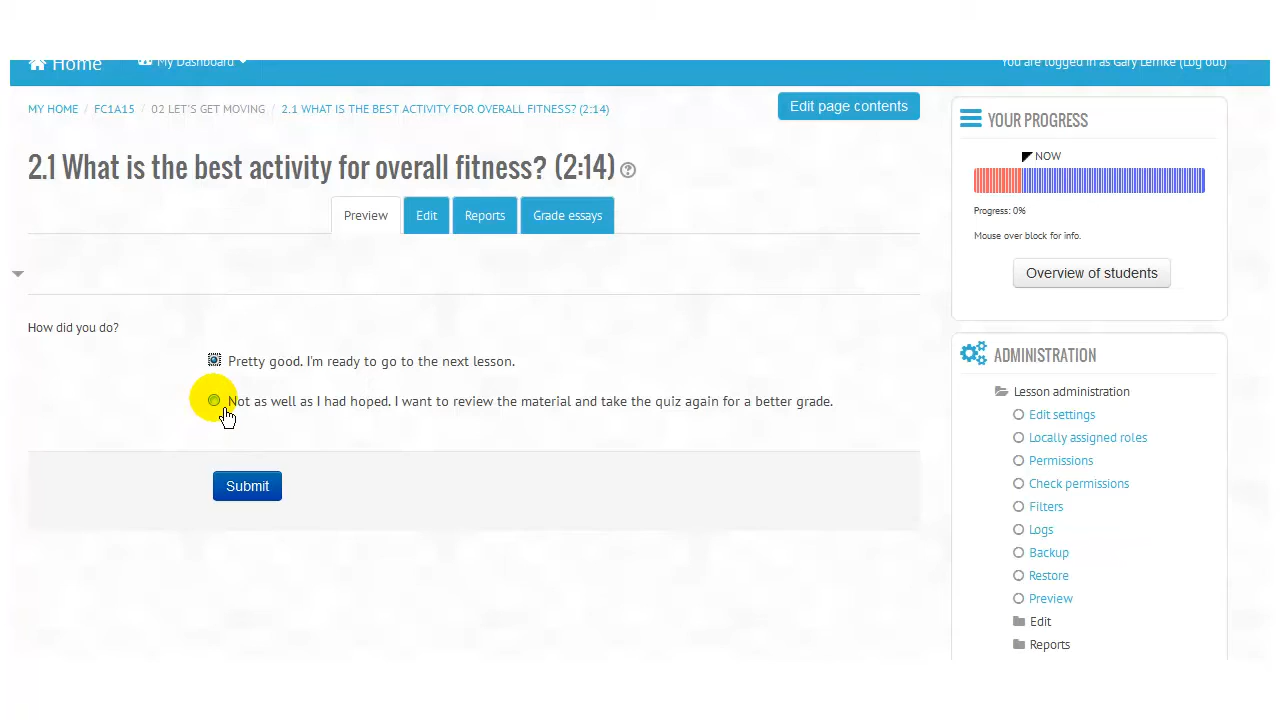 Home
My Dashboard
You are logged in as Gary Lemke (Log out)
MY HOME / FC1A15 / 02 LET'S GET MOVING / 2.1 WHAT IS THE BEST ACTIVITY FOR OVERALL FITNESS? (2:14)
Edit page contents
2.1 What is the best activity for overall fitness? (2:14)
Preview
Edit
Reports
Grade essays
How did you do?
Pretty good. I'm ready to go to the next lesson.
Not as well as I had hoped. I want to review the material and take the quiz again for a better grade.
Submit
YOUR PROGRESS
NOW
Progress: 0%
Mouse over block for info.
Overview of students
ADMINISTRATION
Lesson administration
Edit settings
Locally assigned roles
Permissions
Check permissions
Filters
Logs
Backup
Restore
Preview
Edit
Reports